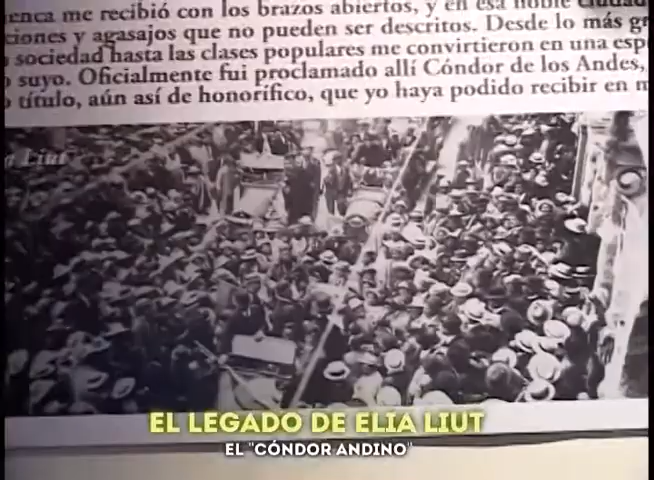 enca me recibió con los brazos abiertos, y en esa noble Ciudad
ciones y agasajos que no pueden ser descritos. Desde lo más gr
sociedad hasta las clases populares me convirtieron en una esp
suyo. Oficialmente fui proclamado allí Cóndor de los Andes,
título, aún así de honorífico, que yo haya podido recibir en m
Liut
EL LEGADO DE ELIA LIUT
EL "CÓNDOR ANDINO"